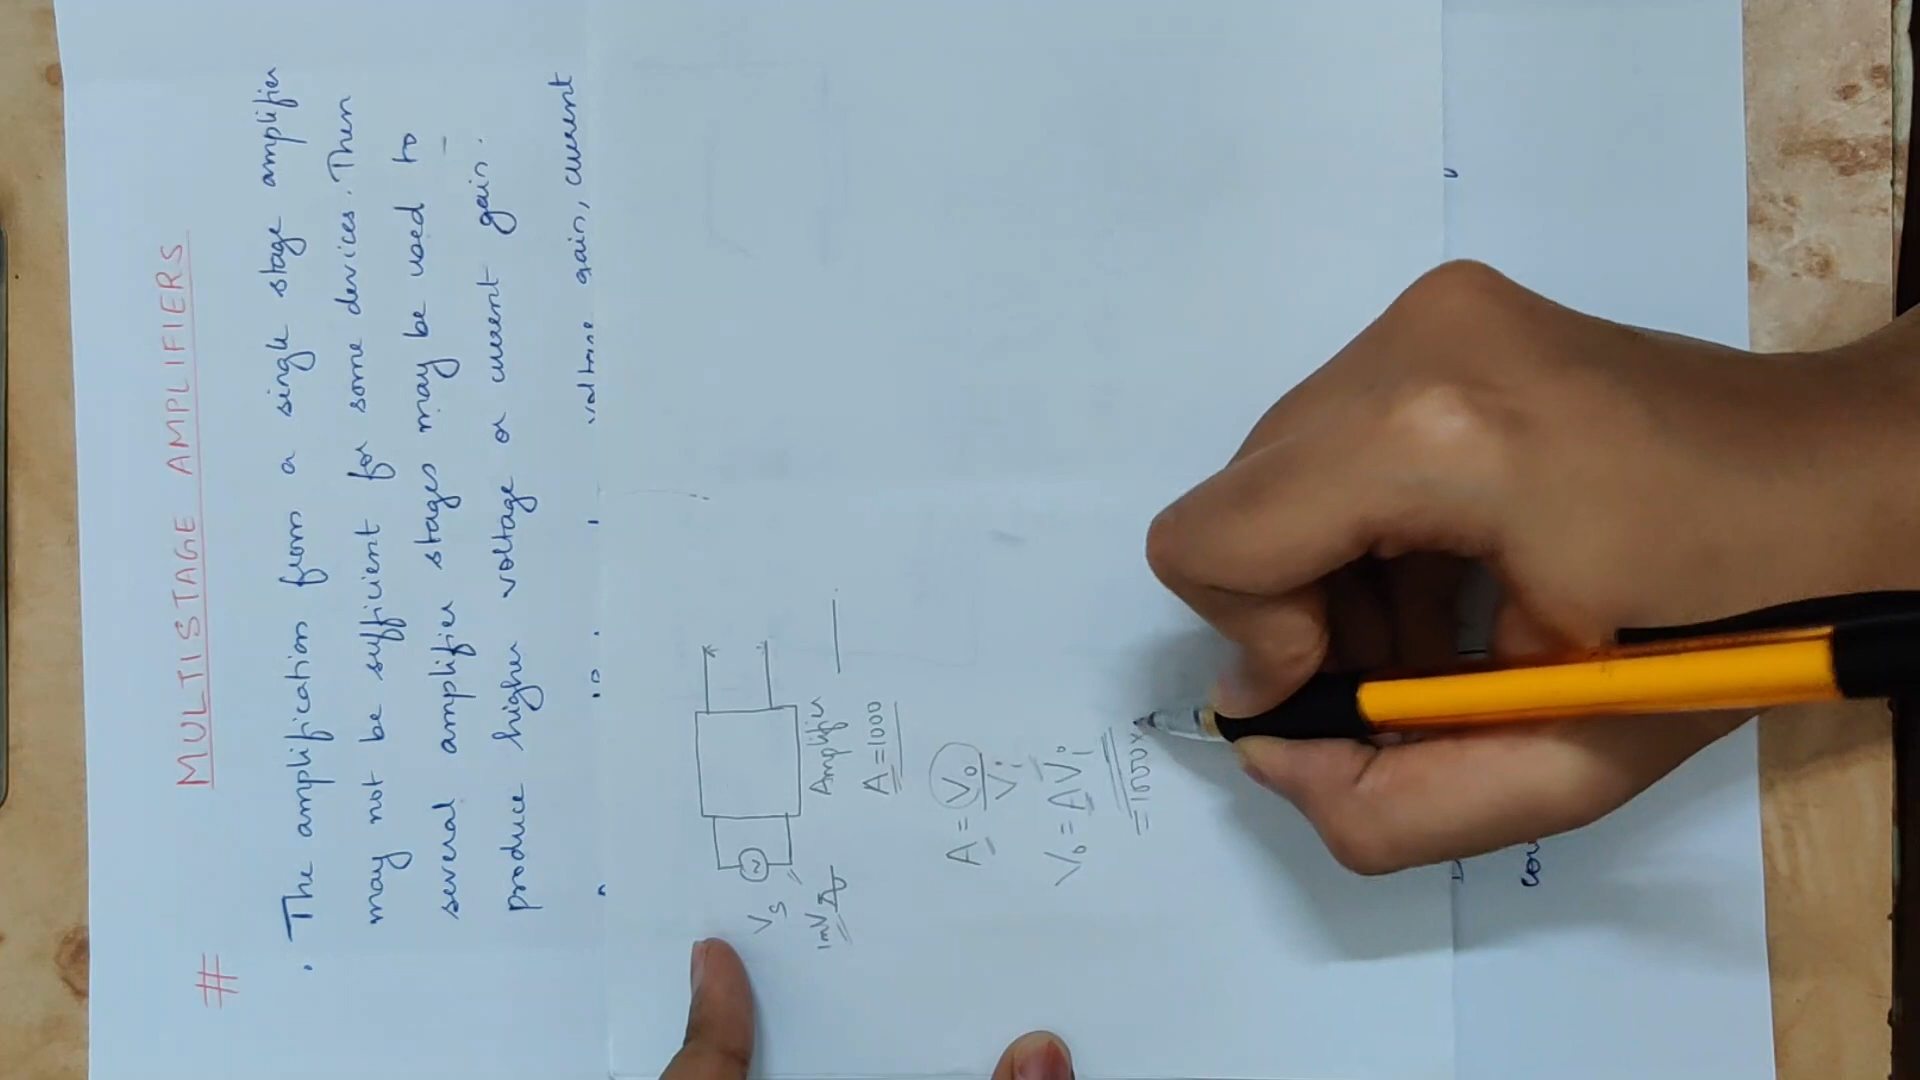 # MULTISTAGE AMPLIFIERS
. The amplification from a single stage amplifier
may not be sufficient for some devices. Then
several amplifier stages may be used to
produce higher voltage or current gain.
voltage gain, current
Vs
1mV
Amplifier
A=1000
A = Vo/Vi
Vo = AVi
=1000x